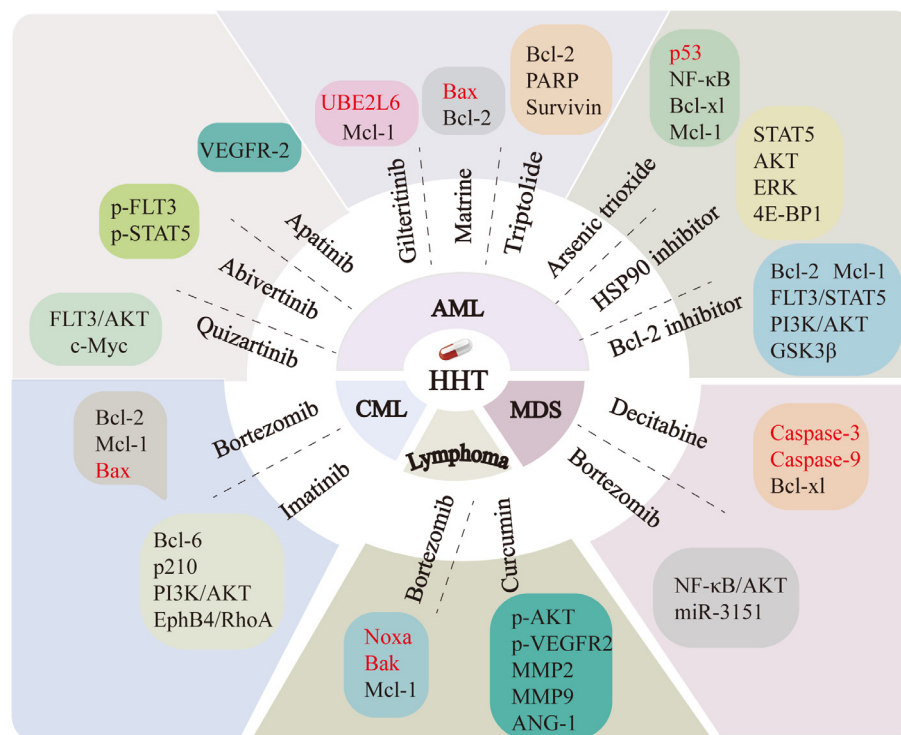 UBE2L6
Mcl-1
Bax
Bcl-2
Bcl-2
PARP
Survivin
p53
NF-κB
Bcl-xl
Mcl-1
VEGFR-2
STAT5
AKT
ERK
4E-BP1
p-FLT3
p-STAT5
Bcl-2 Mcl-1
FLT3/STAT5
PI3K/AKT
GSK3β
FLT3/AKT
c-Myc
Quizartinib
Abivertinib
Apatinib
Gilteritinib
Matrine
Triptolide
Arsenic trioxide
HSP90 inhibitor
Bcl-2 inhibitor
AML
HHT
CML
Lymphoma
MDS
Bortezomib
Imatinib
Bortezomib
Curcumin
Bortezomib
Decitabine
Bcl-2
Mcl-1
Bax
Bcl-6
p210
PI3K/AKT
EphB4/RhoA
Noxa
Bak
Mcl-1
p-AKT
p-VEGFR2
MMP2
MMP9
ANG-1
Caspase-3
Caspase-9
Bcl-xl
NF-κB/AKT
miR-3151